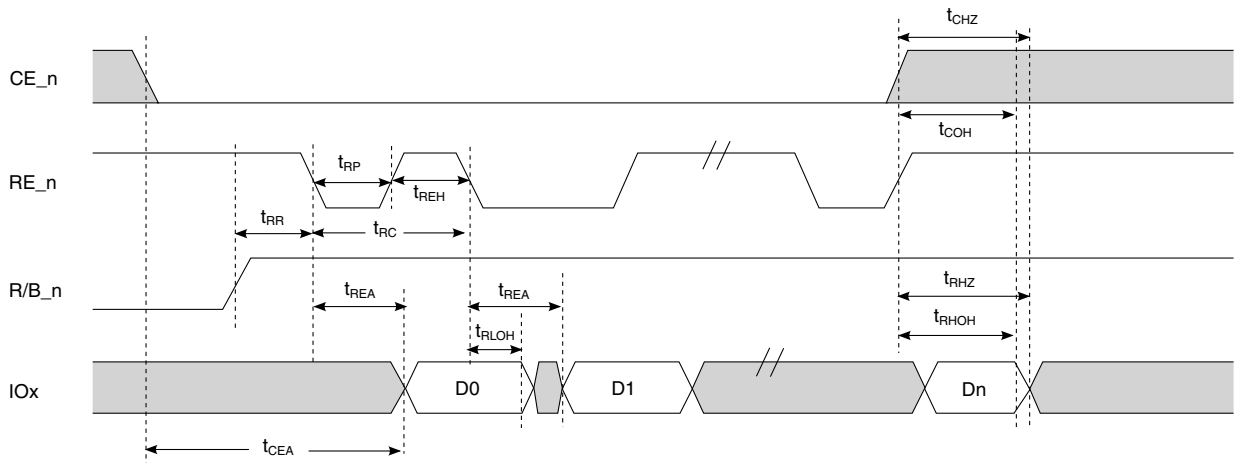 tCHZ
CE_n
tCOH
tRP
RE_n
tREH
tRR
tRC
R/B_n
tREA
tREA
tRHZ
tRLOH
tRHOH
IOx
D0
D1
Dn
tCEA